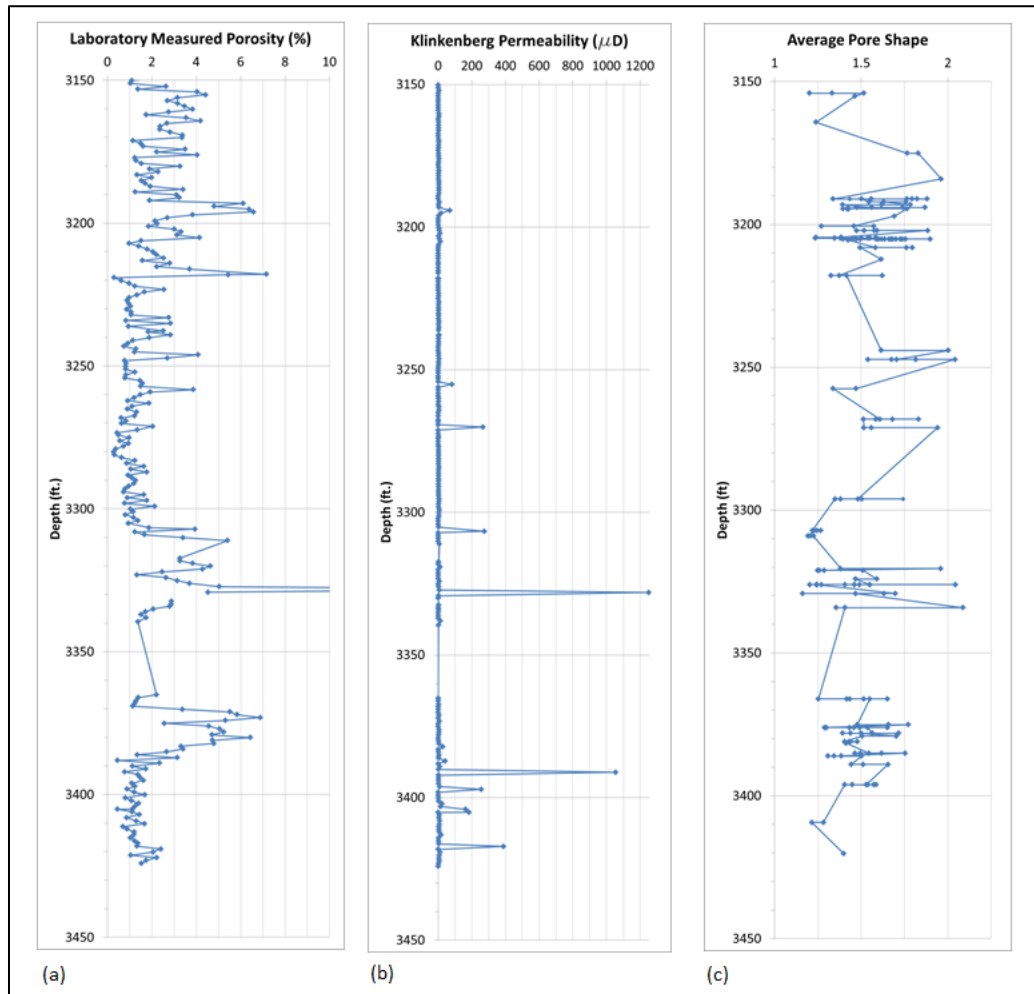 Laboratory Measured Porosity (%)
0 2 4 6 8 10
3150
3200
3250
3300
3350
3400
3450
Depth (ft.)
(a)
Klinkenberg Permeability (μD)
0 200 400 600 800 1000 1200
3150
3200
3250
3300
3350
3400
3450
Depth (ft.)
(b)
Average Pore Shape
1 1.5 2
3150
3200
3250
3300
3350
3400
3450
Depth (ft)
(c)